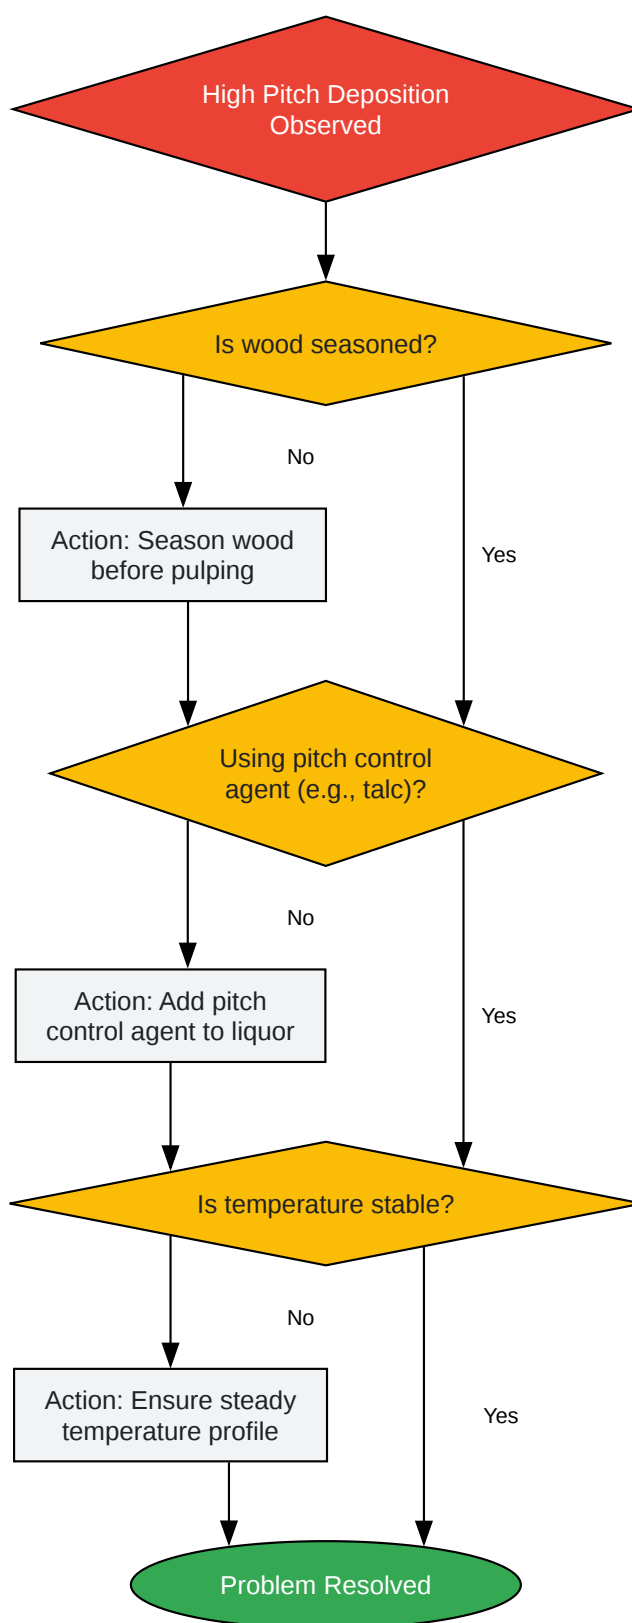 High Pitch Deposition
Observed
Is wood seasoned?
No
Action: Season wood
before pulping
Yes
Using pitch control
agent (e.g., talc)?
No
Action: Add pitch
control agent to liquor
Yes
Is temperature stable?
No
Action: Ensure steady
temperature profile
Yes
Problem Resolved